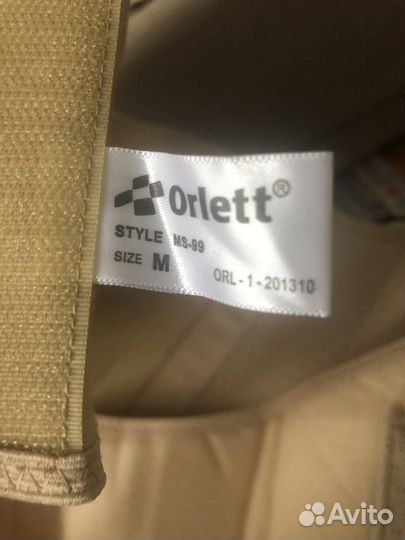 Orlett®
STYLE MS-99
SIZE M ORL-1-201310
Avito